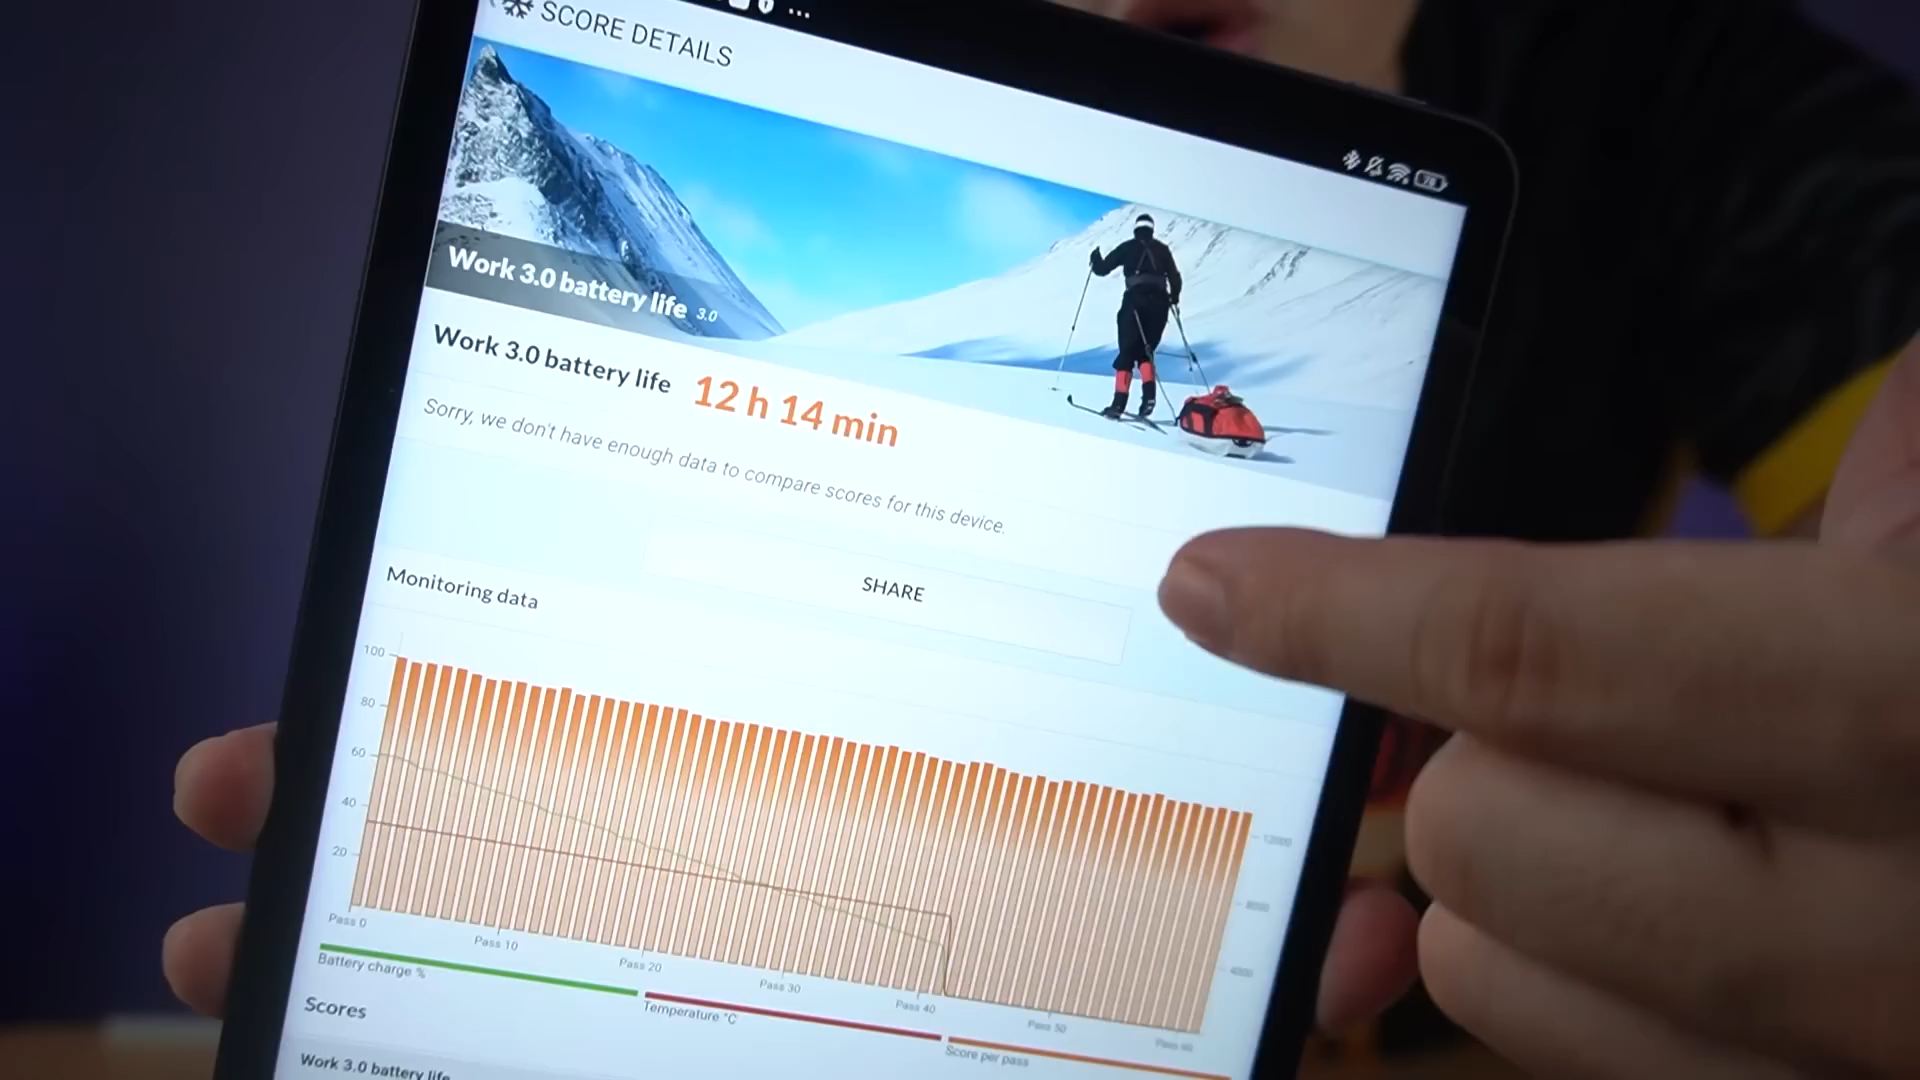 SCORE DETAILS
78
Work 3.0 battery life 3.0
Work 3.0 battery life 12 h 14 min
Sorry, we don't have enough data to compare scores for this device.
SHARE
Monitoring data
100
80
60
40
20
12000
8000
4000
Pass 0
Pass 10
Pass 20
Pass 30
Pass 40
Pass 50
Pass 60
Battery charge %
Temperature °C
Score per pass
Scores
Work 3.0 battery life